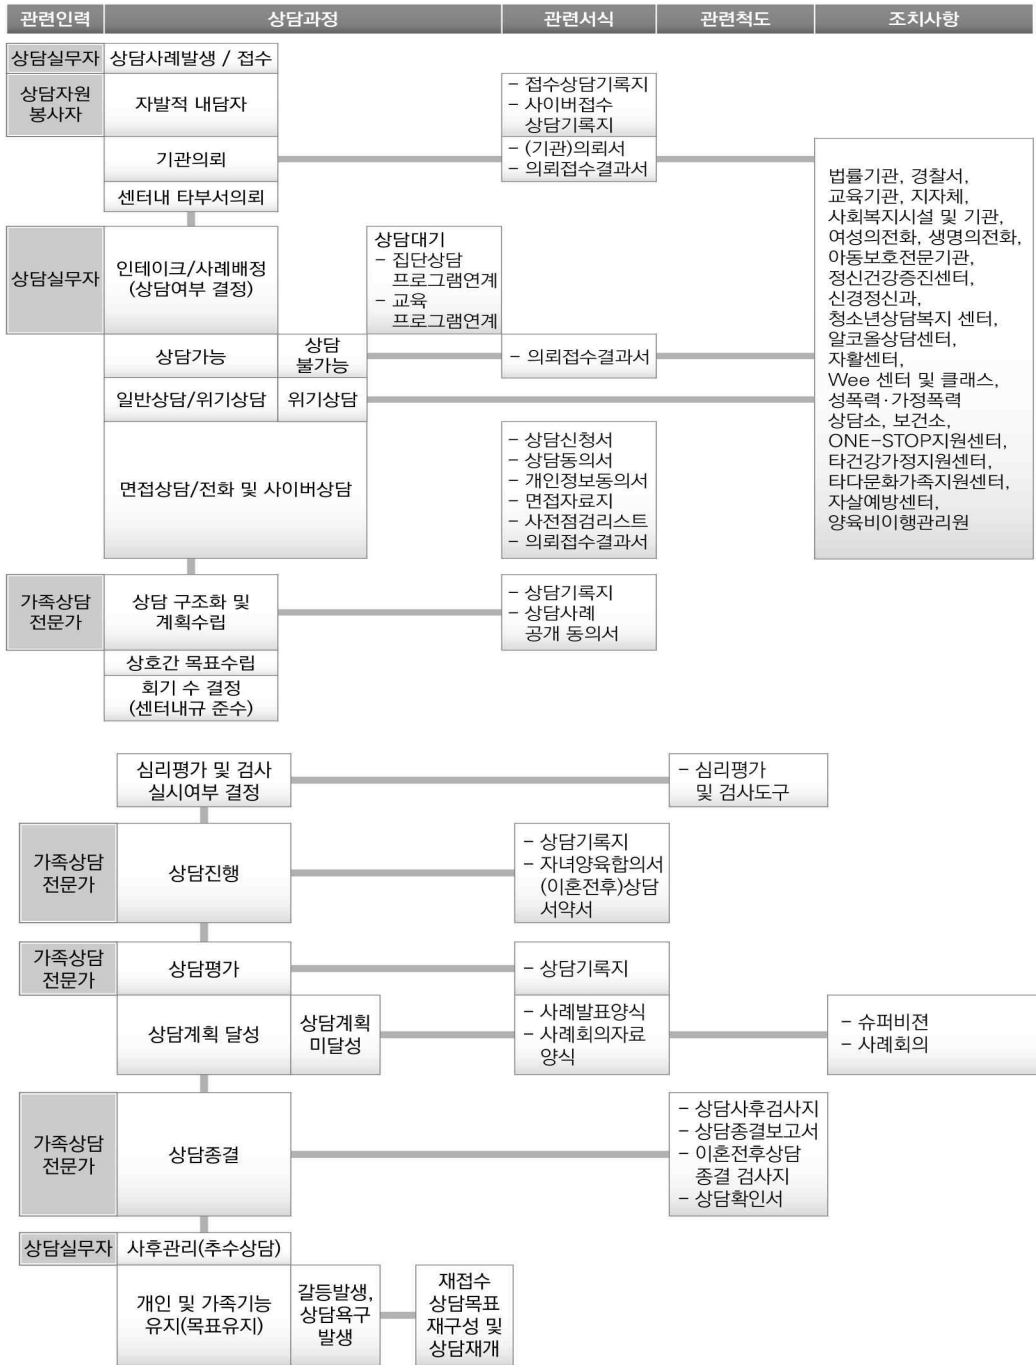 관련인력 상담과정 관련서식 관련척도 조치사항
상담실무자 상담사례발생 / 접수
상담자원
봉사자
자발적 내담자
- 접수상담기록지
- 사이버접수
상담기록지
기관의뢰
- (기관)의뢰서
- 의뢰접수결과서
센터내 타부서의뢰
법률기관, 경찰서,
교육기관, 지자체,
사회복지시설 및 기관,
여성의전화, 생명의전화,
아동보호전문기관,
정신건강증진센터,
신경정신과,
청소년상담복지 센터,
알코올상담센터,
자활센터,
Wee 센터 및 클래스,
성폭력·가정폭력
상담소, 보건소,
ONE-STOP지원센터,
타건강가정지원센터,
타다문화가족지원센터,
자살예방센터,
양육비이행관리원
상담실무자
인테이크/사례배정
(상담여부 결정)
상담대기
- 집단상담
프로그램연계
- 교육
프로그램연계
상담가능
상담
불가능
- 의뢰접수결과서
일반상담/위기상담 위기상담
면접상담/전화 및 사이버상담
- 상담신청서
- 상담동의서
- 개인정보동의서
- 면접자료지
- 사전점검리스트
- 의뢰접수결과서
가족상담
전문가
상담 구조화 및
계획수립
- 상담기록지
- 상담사례
공개 동의서
상호간 목표수립
회기 수 결정
(센터내규 준수)
심리평가 및 검사
실시여부 결정
- 심리평가
및 검사도구
가족상담
전문가
상담진행
- 상담기록지
- 자녀양육합의서
(이혼전후)상담
서약서
가족상담
전문가
상담평가
- 상담기록지
상담계획 달성
상담계획
미달성
- 사례발표양식
- 사례회의자료
양식
- 슈퍼비젼
- 사례회의
가족상담
전문가
상담종결
- 상담사후검사지
- 상담종결보고서
- 이혼전후상담
종결 검사지
- 상담확인서
상담실무자 사후관리(추수상담)
개인 및 가족기능
유지(목표유지)
갈등발생,
상담욕구
발생
재접수
상담목표
재구성 및
상담재개